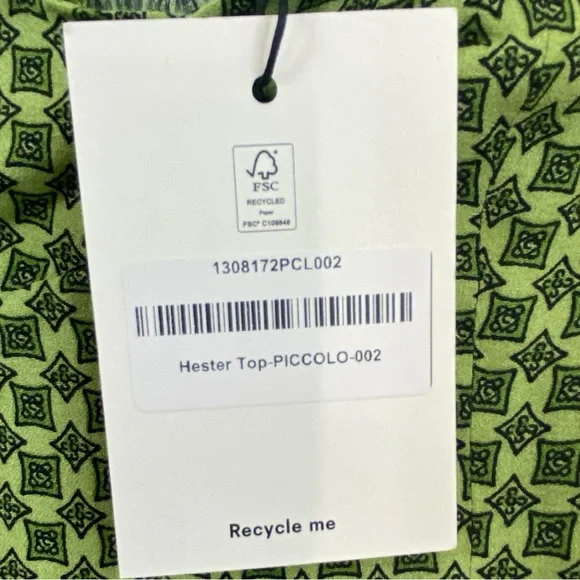 FSC
RECYCLED
Paper
FSC® C109848
1308172PCL002
Hester Top-PICCOLO-002
Recycle me